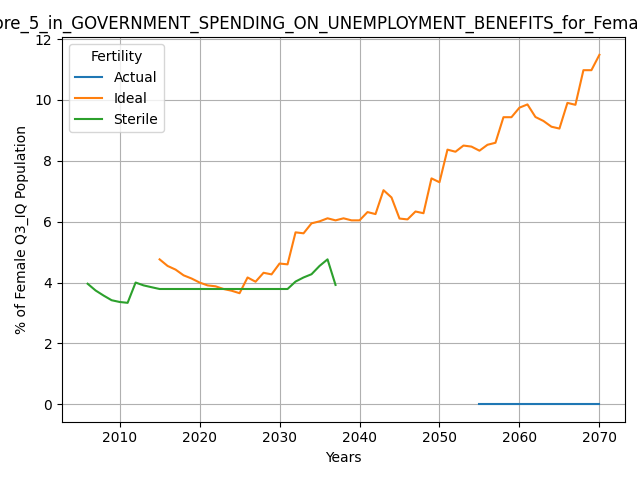 ore_5_in_GOVERNMENT_SPENDING_ON_UNEMPLOYMENT_BENEFITS_for_Fema
Fertility
Actual
Ideal
Sterile
% of Female Q3_IQ Population
12
10
8
6
4
2
0
2010 2020 2030 2040 2050 2060 2070
Years